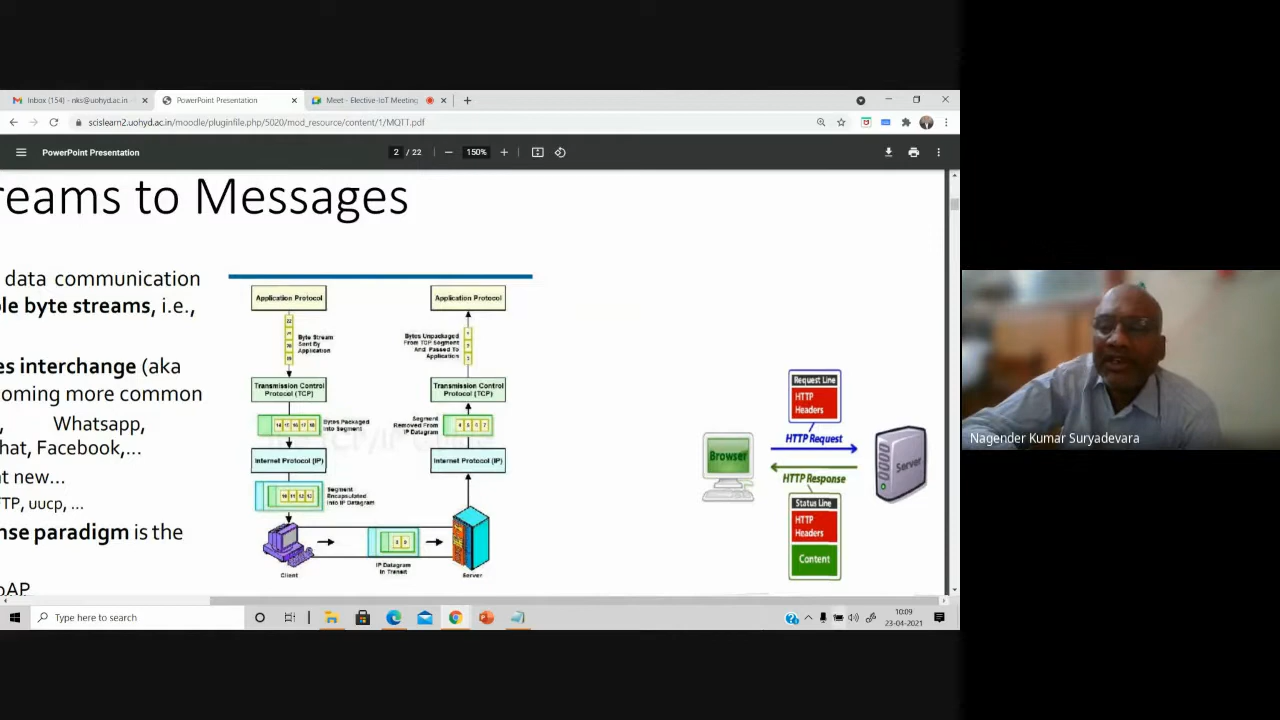 Inbox (154) - nks@uohyd.ac.in
PowerPoint Presentation
Meet - Elective-IoT Meeting
scislearn2.uohyd.ac.in/moodle/pluginfile.php/5020/mod_resource/content/1/MQTT.pdf
PowerPoint Presentation
2 / 22
150%
reams to Messages
data communication
le byte streams, i.e.,
es interchange (aka
oming more common
, Whatsapp,
hat, Facebook,...
t new...
TP, uucp, ...
nse paradigm is the
oAP
Application Protocol
Byte Stream
Sent By
Application
Transmission Control
Protocol (TCP)
Bytes Packaged
Into Segment
Internet Protocol (IP)
Segment
Encapsulated
Into IP Datagram
Client
Application Protocol
Bytes Unpackaged
From TCP Segment
And Passed To
Application
Transmission Control
Protocol (TCP)
Segment
Removed From
IP Datagram
Internet Protocol (IP)
IP Datagram
In Transit
Server
Request Line
HTTP
Headers
HTTP Request
Browser
Server
HTTP Response
Status Line
HTTP
Headers
Content
Nagender Kumar Suryadevara
Type here to search
10:09
23-04-2021